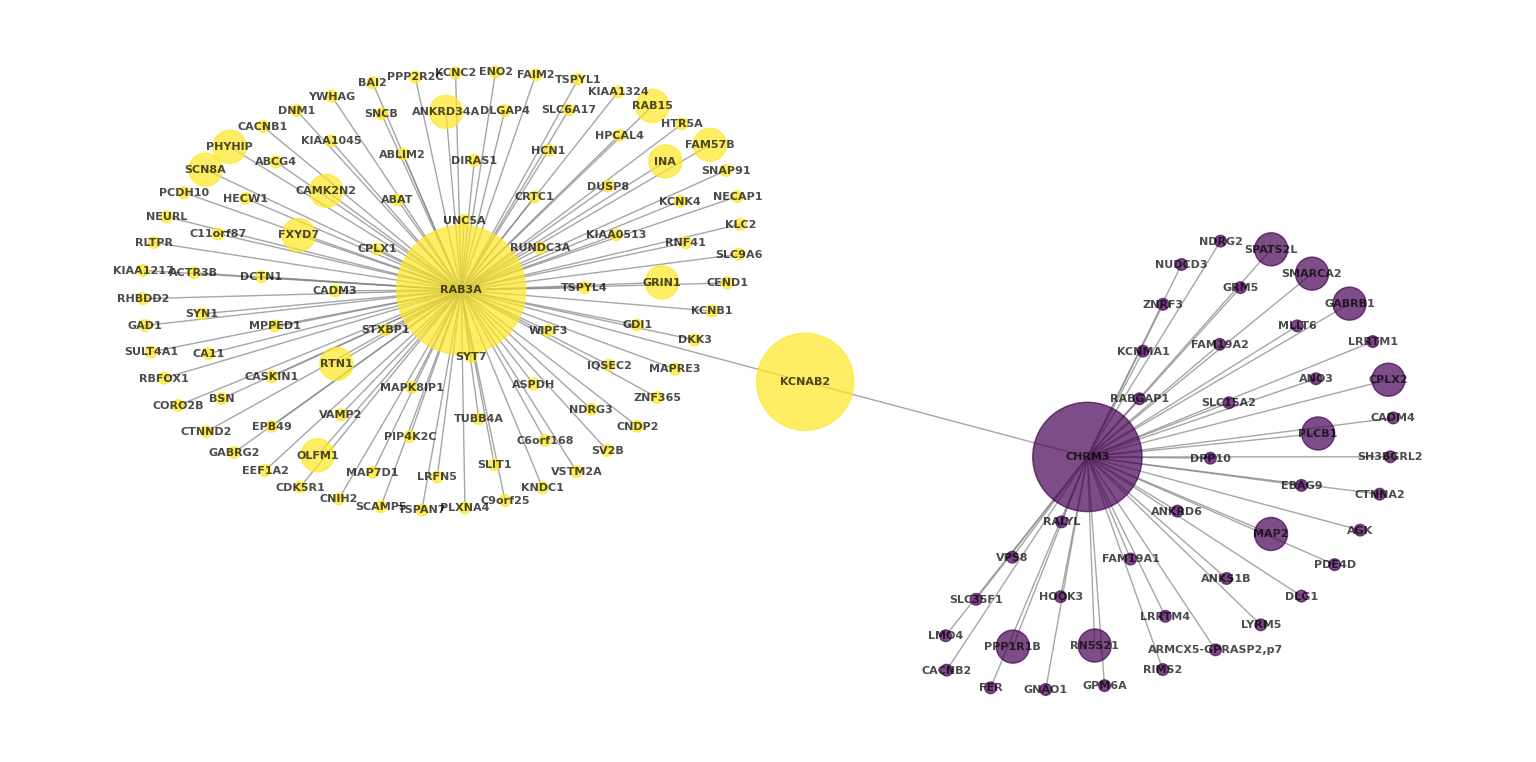 KCNC2 ENO2
BAI2 PPP2R2C FAIM2 TSPYL1
YWHAG KIAA1324
DNM1 SNCB ANKRD34A DLGAP4 SLC6A17 RAB15
CACNB1 HTR5A
KIAA1045 HPCAL4
PHYHIP FAM57B
ABLIM2 DIRAS1 HCN1
SCN8A ABCG4 INA SNAP91
PCDH10 HECW1 CAMK2N2 ABAT CRTC1 DUSP8 KCNK4 NECAP1
NEURL UNC5A KLC2
RLTPR C11orf87 FXYD7 CPLX1 RUNDC3A KIAA0513 RNF41 SLC9A6
KIAA1217 ACTR3B DCTN1 CADM3 RAB3A TSPYL4 GRIN1 CEND1
RHBDD2 SYN1 KCNB1
GAD1 MPPED1 STXBP1 WIPF3 GDI1 DKK3
SULT4A1 CA11 SYT7
RBFOX1 CASKIN1 RTN1 IQSEC2 MAPRE3
CORO2B BSN MAPK8IP1 ASPDH ZNF365
CTNND2 EPB49 VAMP2 TUBB4A NDRG3 CNDP2
GABRG2 PIP4K2C C6orf168 SV2B
EEF1A2 OLFM1 MAP7D1 LRFN5 SLIT1 VSTM2A
CDK5R1 CNIH2 SCAMP5 TSPAN7 PLXNA4 C9orf25 KNDC1
KCNAB2
NDRG2 SPATS2L
NUDCD3 SMARCA2
ZNRF3 GRM5 GABRB1
KCNMA1 FAM19A2 MLLT6 LRRTM1
RABGAP1 SLC15A2 ANO3 CPLX2
PLCB1 CADM4
CHRM3 DPP10 SH3BGRL2
EBAG9 CTNNA2
RALYL ANKRD6 MAP2 AGK
VPS8 FAM19A1 PDE4D
SLC35F1 HOOK3 ANKS1B DLG1
LMO4 PPP1R1B RN5S21 LRRTM4 LYRM5
CACNB2 ARMCX5-GPRASP2,p7
FER GNAO1 GPM6A RIMS2